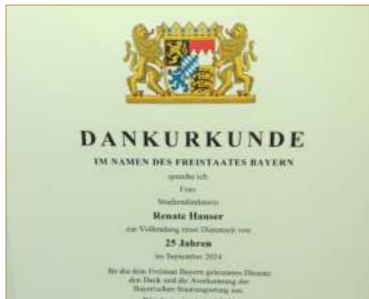 DANKURKUNDE
IM NAMEN DES FREISTAATES BAYERN
spreche ich
Frau
Studiendirektorin
Renate Hauser
zur Vollendung einer Dienstzeit von
25 Jahren
im September 2024
für die dem Freistaat Bayern geleisteten Dienste
den Dank und die Anerkennung der
Bayerischen Staatsregierung aus.